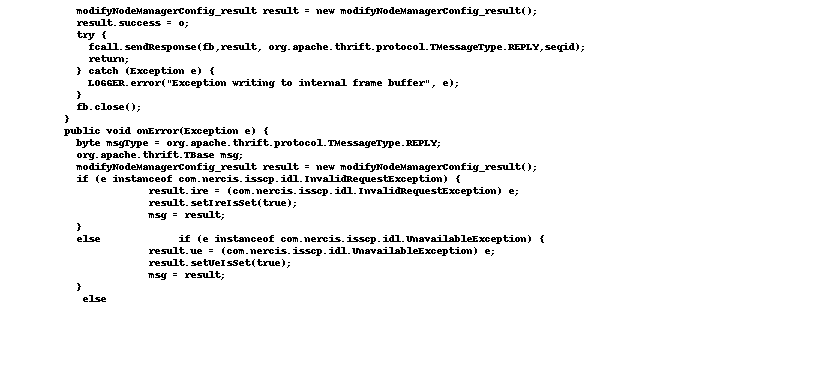 modifyNodeManagerConfig_result result = new modifyNodeManagerConfig_result();
result.success = o;
try {
fcall.sendResponse(fb,result, org.apache.thrift.protocol.TMessageType.REPLY,seqid);
return;
} catch (Exception e) {
LOGGER.error("Exception writing to internal frame buffer", e);
}
fb.close();
}
public void onError(Exception e) {
byte msgType = org.apache.thrift.protocol.TMessageType.REPLY;
org.apache.thrift.TBase msg;
modifyNodeManagerConfig_result result = new modifyNodeManagerConfig_result();
if (e instanceof com.nercis.isscp.idl.InvalidRequestException) {
result.ire = (com.nercis.isscp.idl.InvalidRequestException) e;
result.setIreIsSet(true);
msg = result;
}
else if (e instanceof com.nercis.isscp.idl.UnavailableException) {
result.ue = (com.nercis.isscp.idl.UnavailableException) e;
result.setUeIsSet(true);
msg = result;
}
else